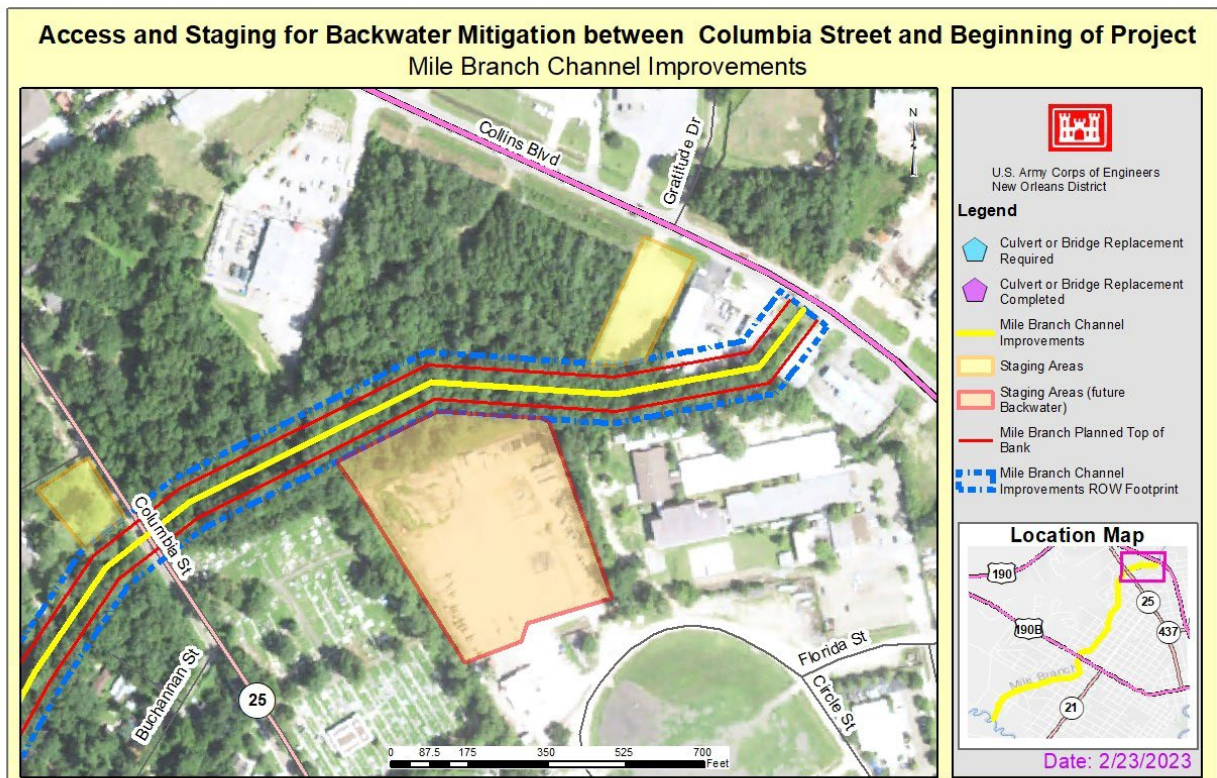 Access and Staging for Backwater Mitigation between Columbia Street and Beginning of Project
Mile Branch Channel Improvements
Collins Blvd
Gratitude Dr
N
Columbia St
Buchannan St
25
Florida St
Circle St
0 87.5 175 350 525 700
Feet
U.S. Army Corps of Engineers
New Orleans District
Legend
Culvert or Bridge Replacement
Required
Culvert or Bridge Replacement
Completed
Mile Branch Channel
Improvements
Staging Areas
Staging Areas (future
Backwater)
Mile Branch Planned Top of
Bank
Mile Branch Channel
Improvements ROW Footprint
Location Map
190
25
190B
437
Mile Branch
21
Date: 2/23/2023